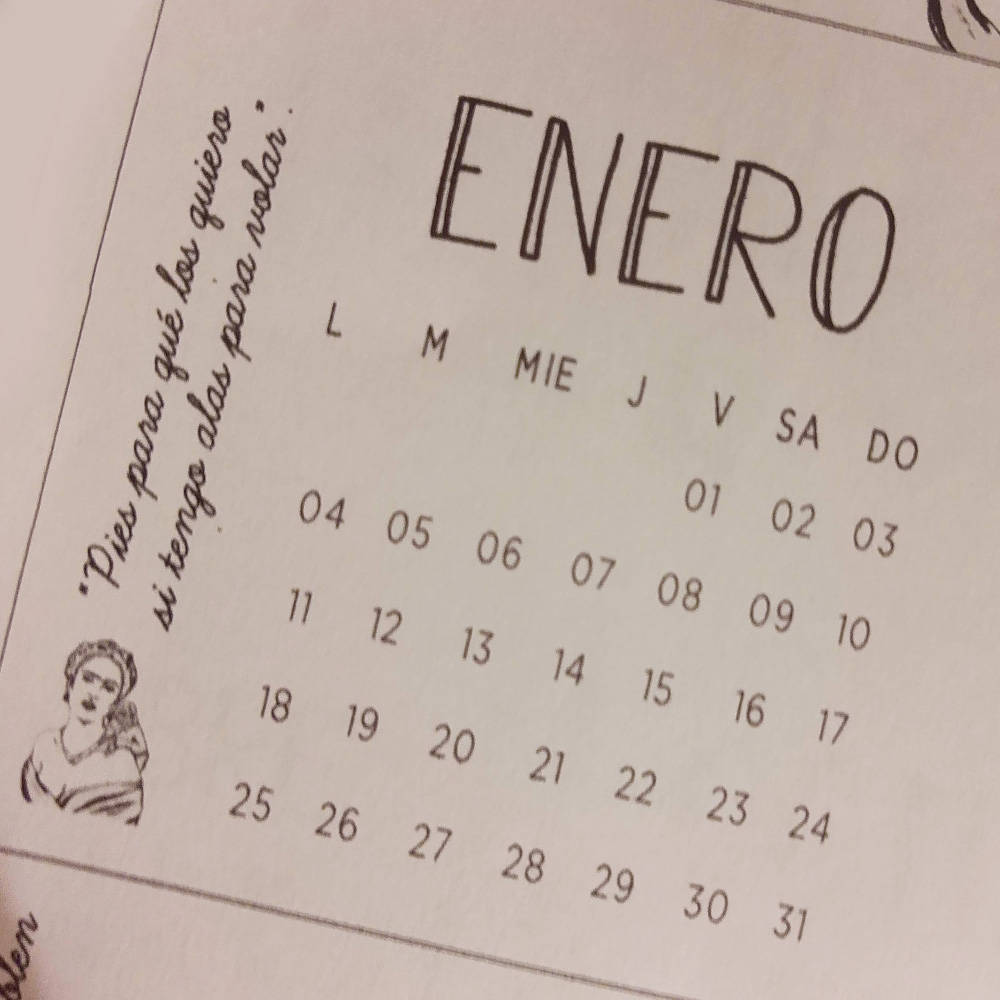 ENERO
L M MIE J V SA DO
01 02 03
04 05 06 07 08 09 10
11 12 13 14 15 16 17
18 19 20 21 22 23 24
25 26 27 28 29 30 31
"Pies para qué los quiero
si tengo alas para volar".